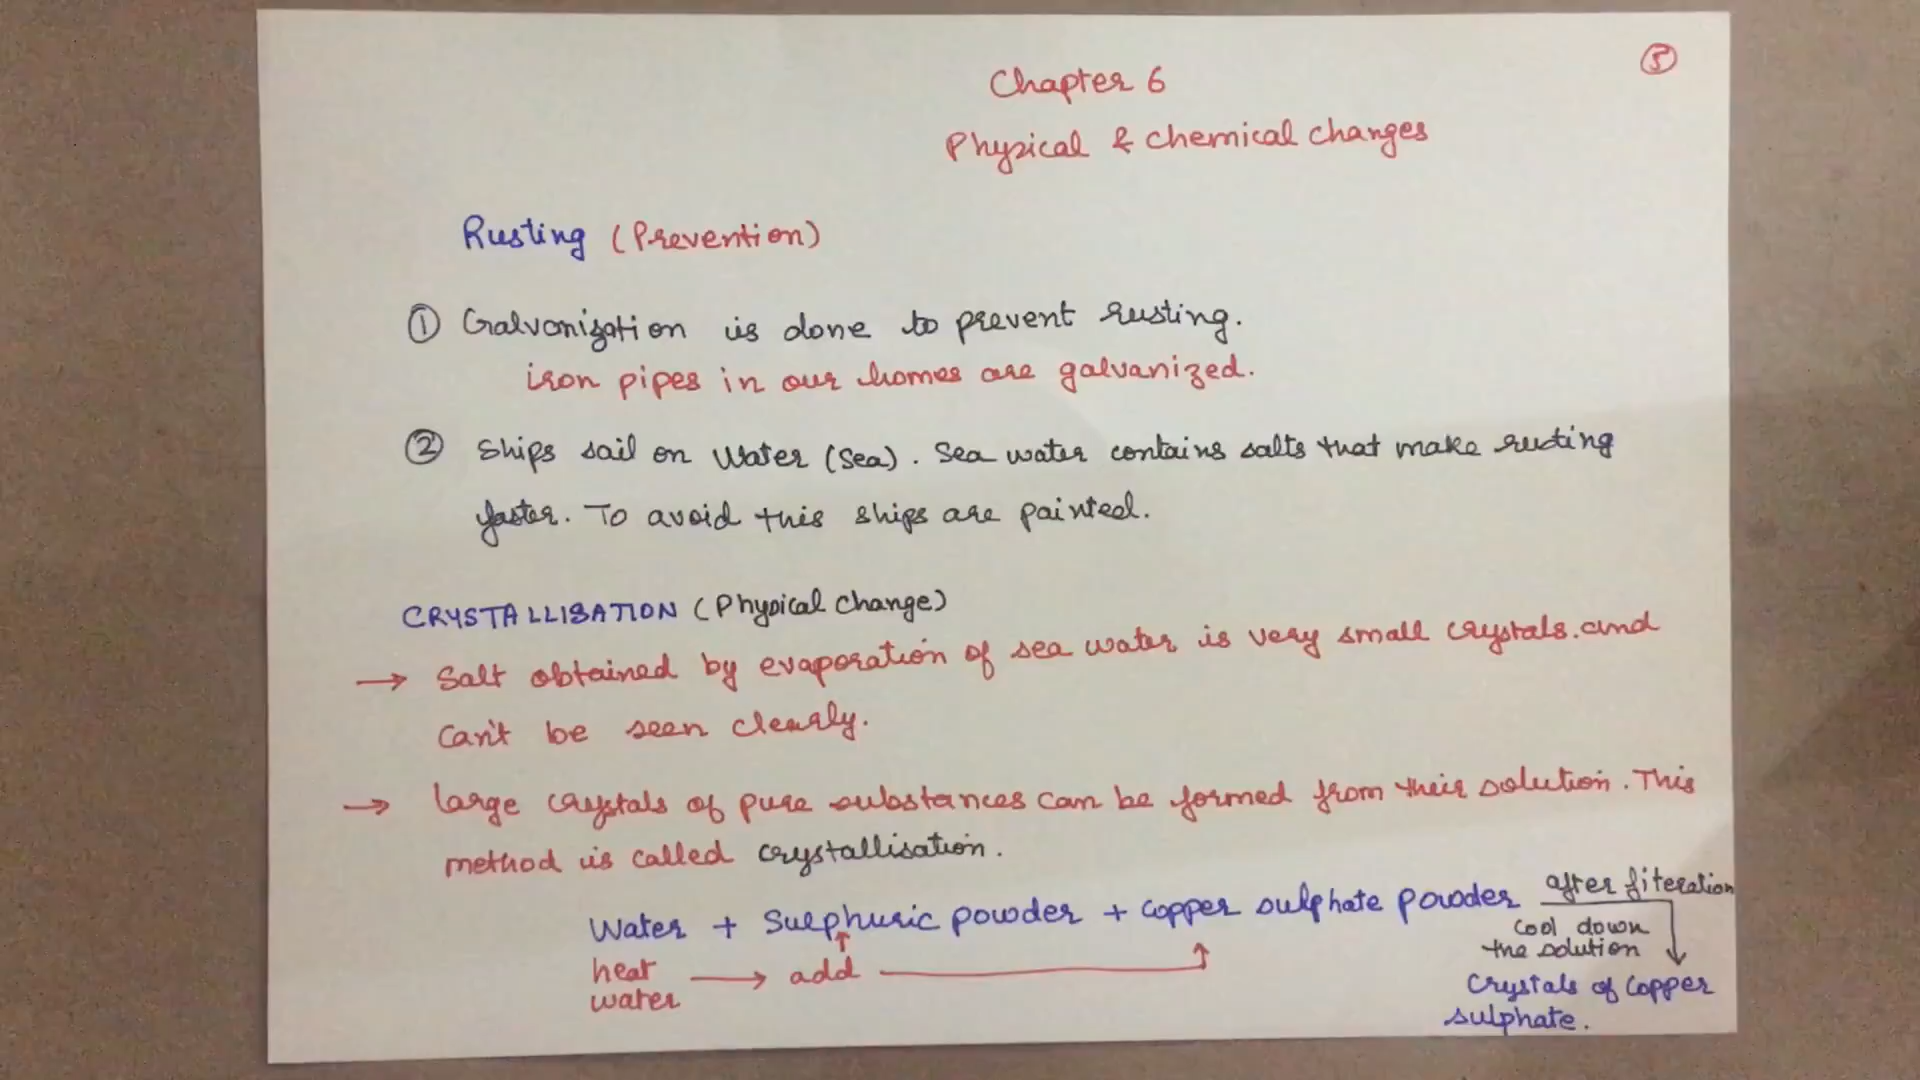 5
Chapter 6
Physical & chemical changes
Rusting (Prevention)
1 Galvanization is done to prevent rusting.
iron pipes in our homes are galvanized.
2 Ships sail on Water (Sea). Sea water contains salts that make rusting
faster. To avoid this ships are painted.
CRYSTALLISATION (Physical change)
→ Salt obtained by evaporation of sea water is very small crystals. and
can't be seen clearly.
→ large crystals of pure substances can be formed from their solution. This
method is called crystallisation.
Water + Sulphuric powder + Copper sulphate powder after fiteration
cool down
the solution
heat → add
water
Crystals of Copper
sulphate.